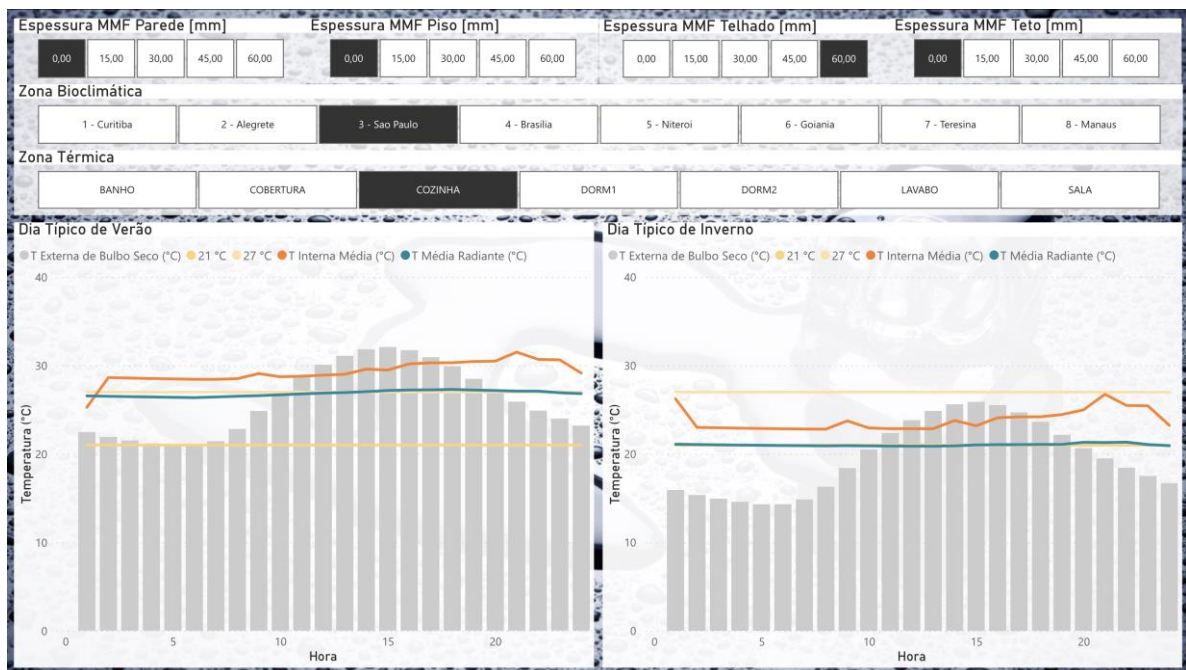 Espessura MMF Parede [mm] Espessura MMF Piso [mm] Espessura MMF Telhado [mm] Espessura MMF Teto [mm]
0,00 15,00 30,00 45,00 60,00 0,00 15,00 30,00 45,00 60,00 0,00 15,00 30,00 45,00 60,00 0,00 15,00 30,00 45,00 60,00
Zona Bioclimática
1 - Curitiba 2 - Alegrete 3 - Sao Paulo 4 - Brasilia 5 - Niteroi 6 - Goiania 7 - Teresina 8 - Manaus
Zona Térmica
BANHO COBERTURA COZINHA DORM1 DORM2 LAVABO SALA
Dia Típico de Verão
T Externa de Bulbo Seco (°C) 21 °C 27 °C T Interna Média (°C) T Média Radiante (°C)
40
30
20
10
0
Temperatura (°C)
0 5 10 15 20
Hora
Dia Típico de Inverno
T Externa de Bulbo Seco (°C) 21 °C 27 °C T Interna Média (°C) T Média Radiante (°C)
40
30
20
10
0
Temperatura (°C)
0 5 10 15 20
Hora